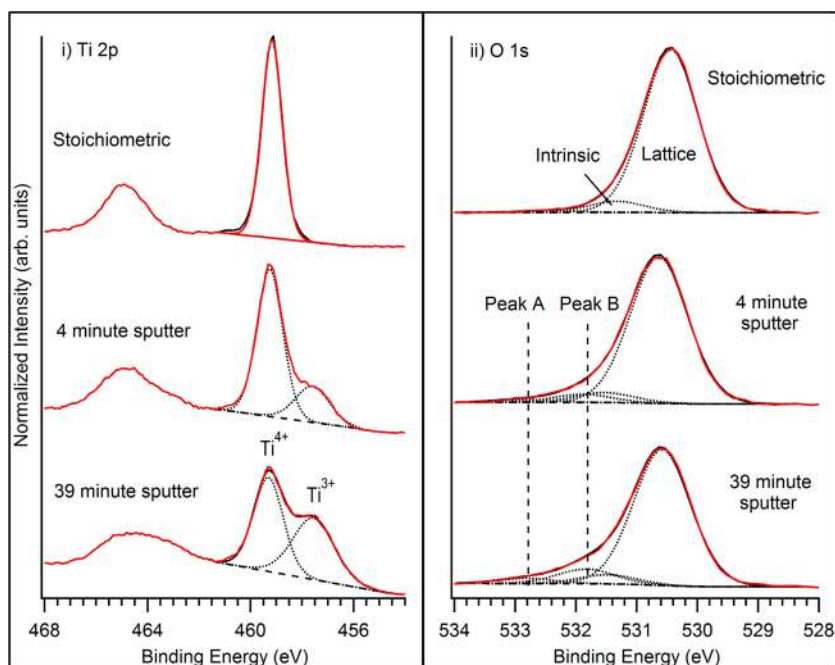 i) Ti 2p
Stoichiometric
4 minute sputter
Ti4+
39 minute sputter
Ti3+
Normalized Intensity (arb. units)
468 464 460 456
Binding Energy (eV)
ii) O 1s
Stoichiometric
Intrinsic
Lattice
Peak A
Peak B
4 minute
sputter
39 minute
sputter
534 533 532 531 530 529 528
Binding Energy (eV)